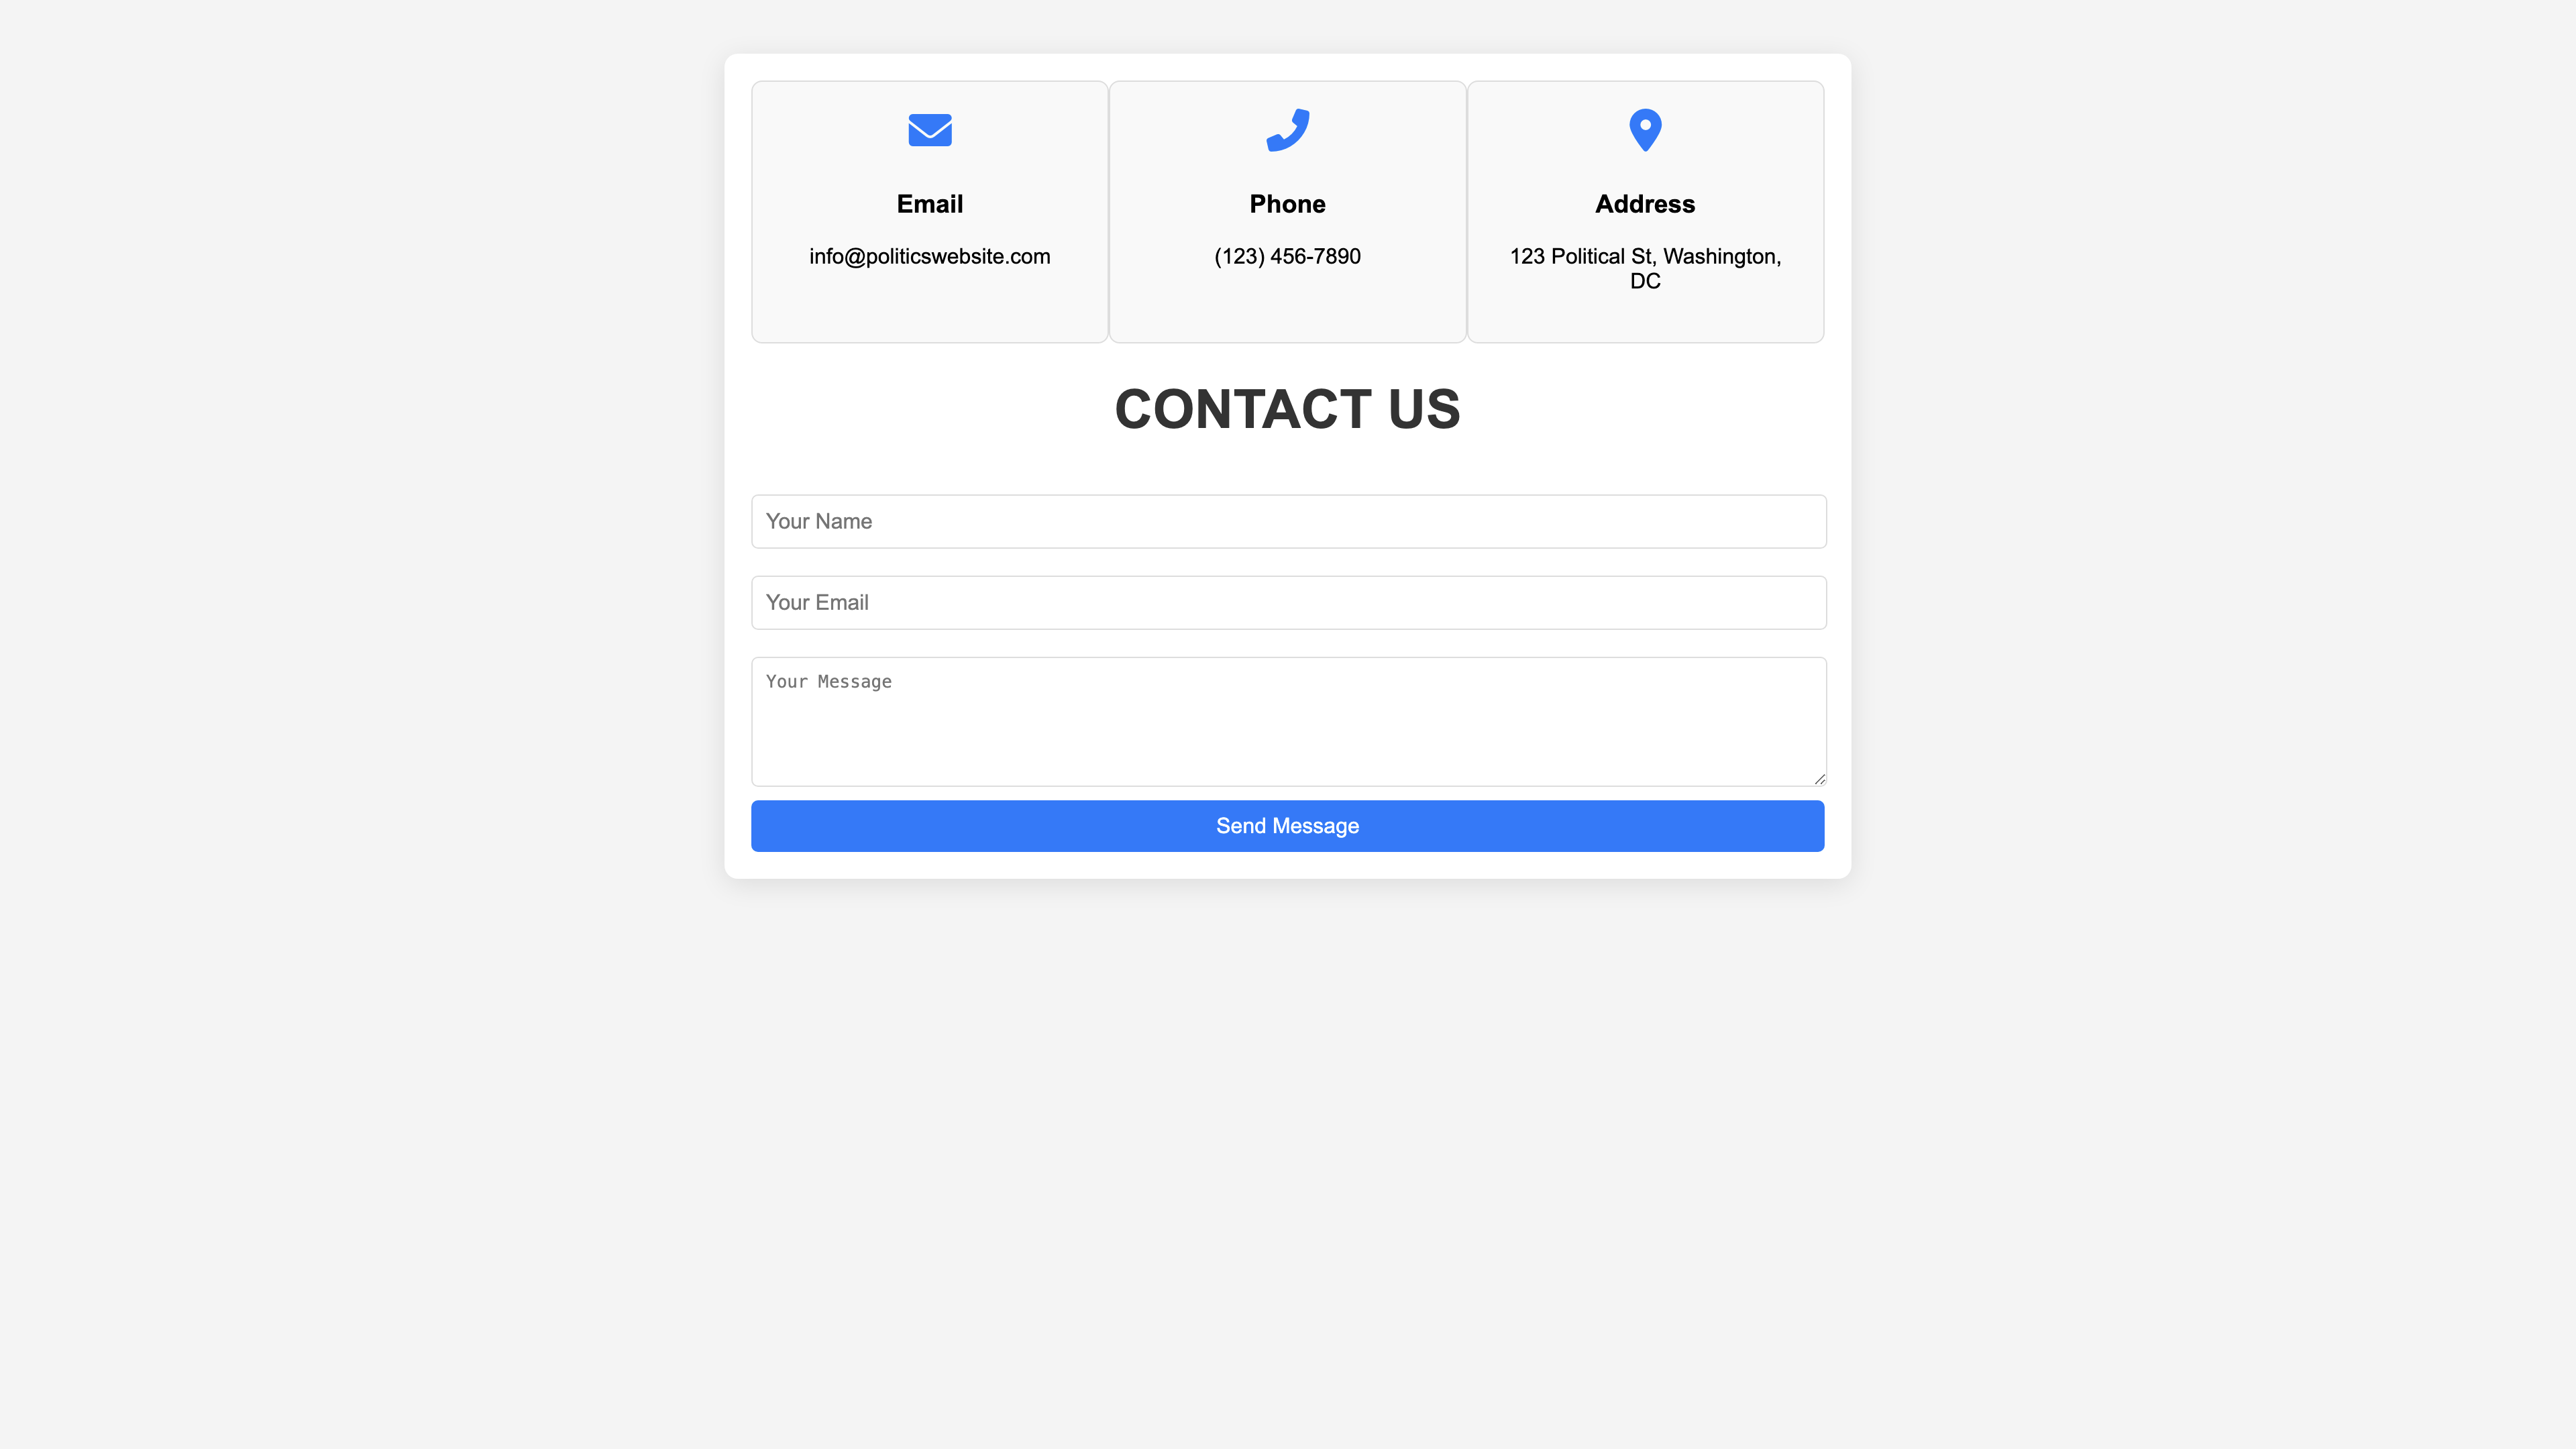 Email
info@politicswebsite.com
Phone
(123) 456-7890
Address
123 Political St, Washington,
DC
CONTACT US
Your Name
Your Email
Your Message
Send Message